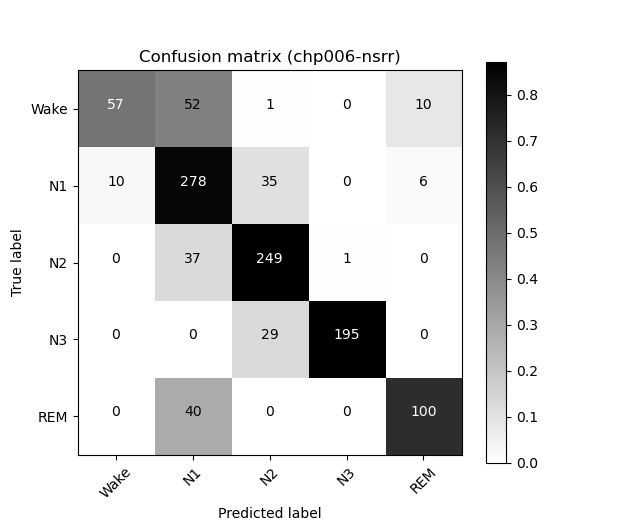 Confusion matrix (chp006-nsrr)
Wake 57 52 1 0 10
N1 10 278 35 0 6
N2 0 37 249 1 0
N3 0 0 29 195 0
REM 0 40 0 0 100
Wake N1 N2 N3 REM
Predicted label
True label
0.8
0.7
0.6
0.5
0.4
0.3
0.2
0.1
0.0